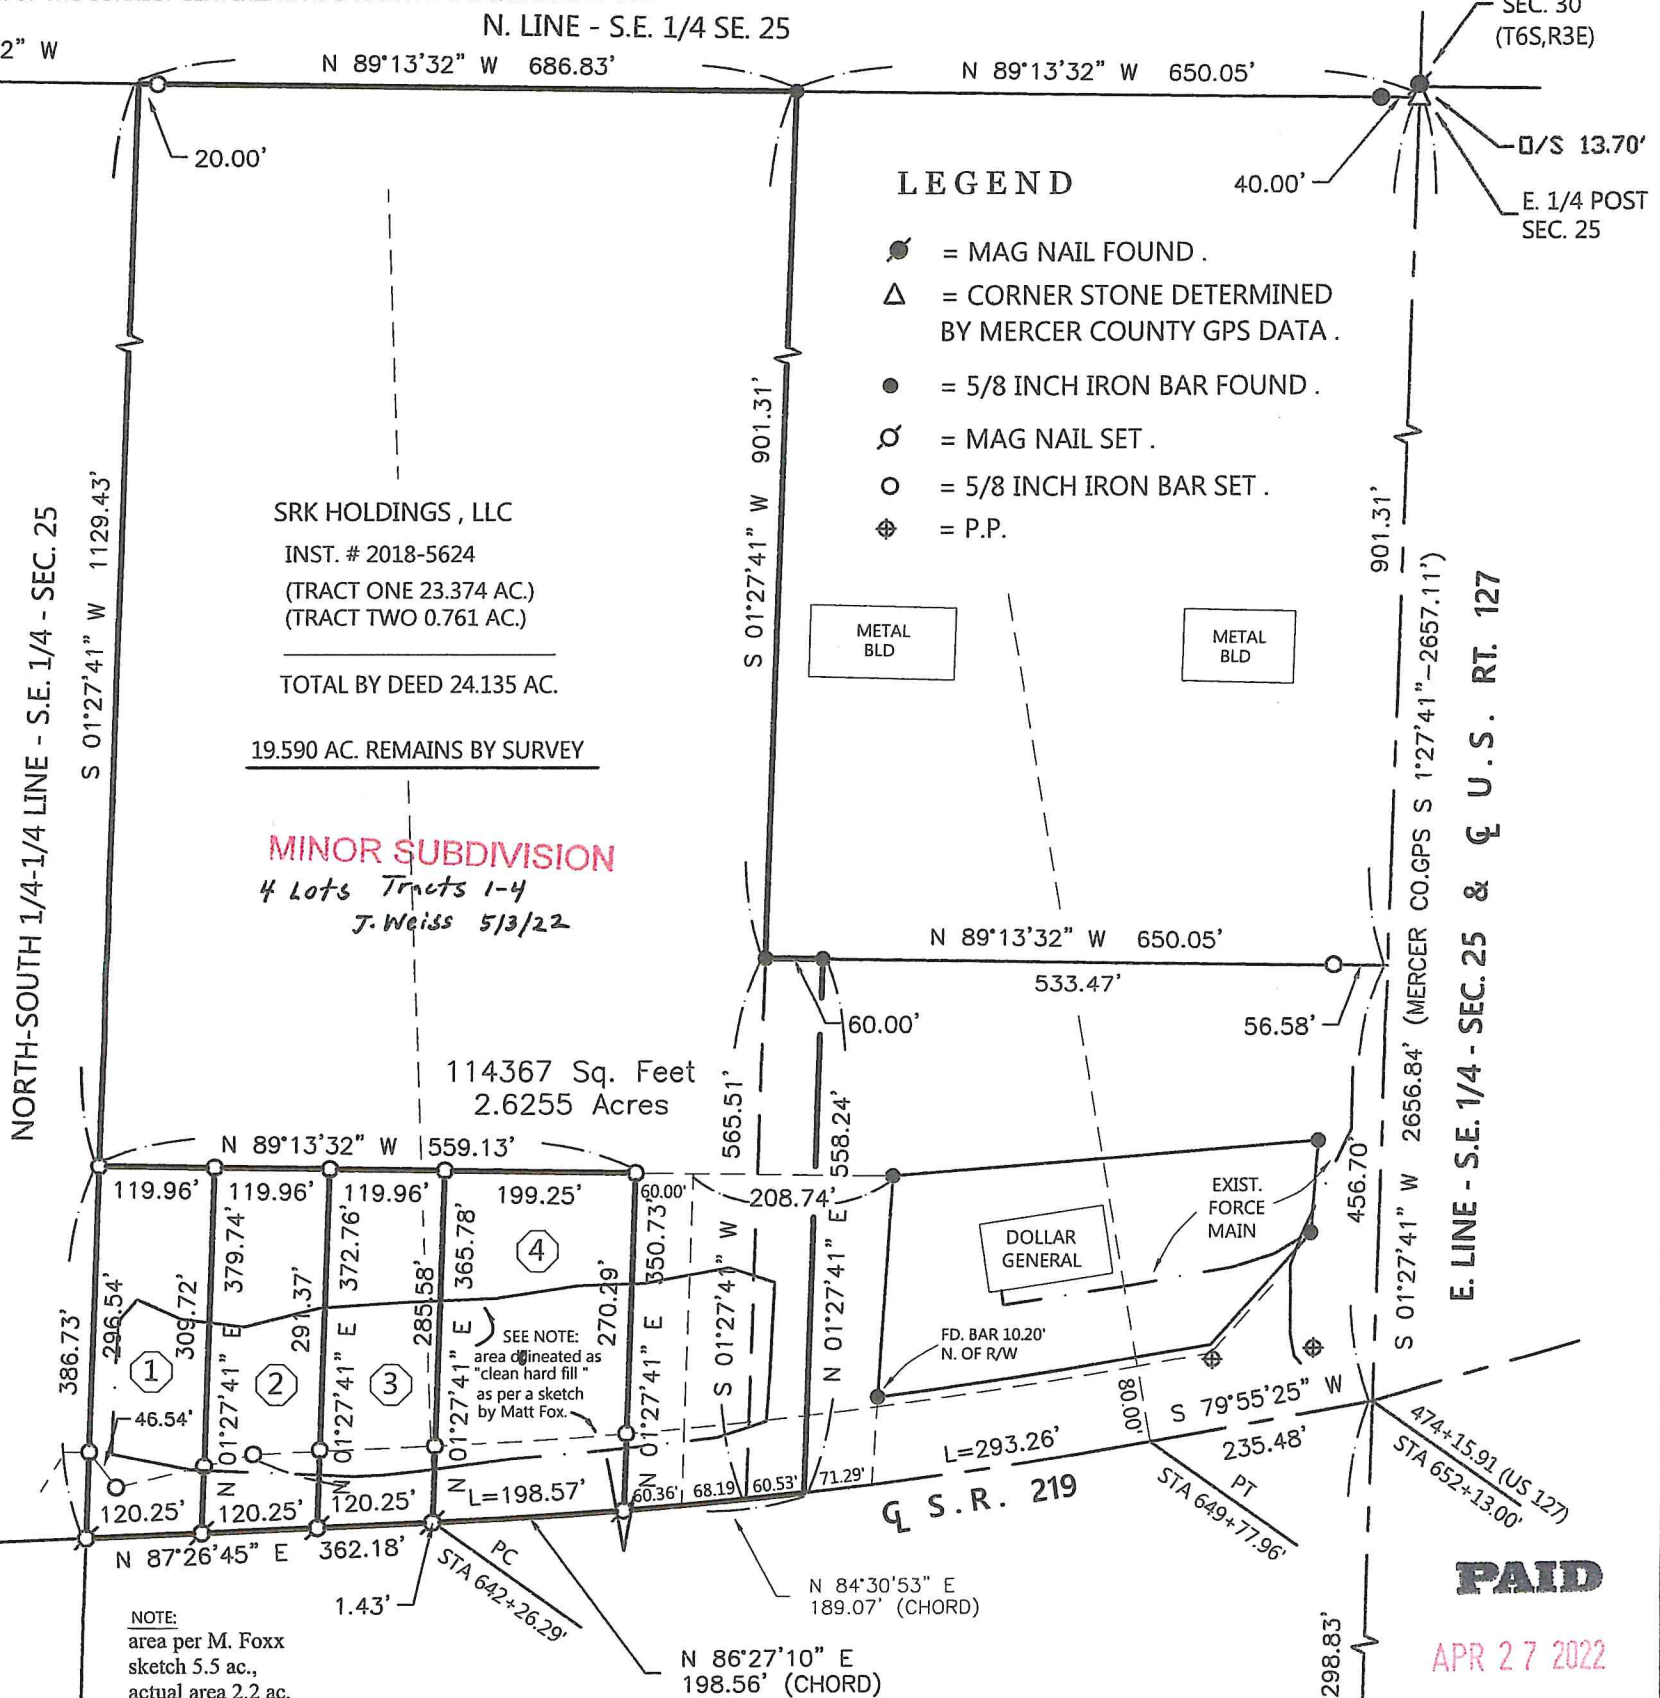 N. LINE - S.E. 1/4 SE. 25
2" W
N 89°13'32" W 686.83'
N 89°13'32" W 650.05'
SEC. 30
(T6S,R3E)
20.00'
O/S 13.70'
40.00'
E. 1/4 POST
SEC. 25
LEGEND
= MAG NAIL FOUND .
= CORNER STONE DETERMINED
BY MERCER COUNTY GPS DATA .
= 5/8 INCH IRON BAR FOUND .
= MAG NAIL SET .
= 5/8 INCH IRON BAR SET .
= P.P.
NORTH-SOUTH 1/4-1/4 LINE - S.E. 1/4 - SEC. 25
S 01°27'41" W 1129.43'
S 01°27'41" W 901.31'
901.31'
SRK HOLDINGS , LLC
INST. # 2018-5624
(TRACT ONE 23.374 AC.)
(TRACT TWO 0.761 AC.)
TOTAL BY DEED 24.135 AC.
19.590 AC. REMAINS BY SURVEY
METAL
BLD
METAL
BLD
MINOR SUBDIVISION
4 Lots Tracts 1-4
J. Weiss 5/3/22
S 01°27'41" W 2656.84' (MERCER CO.GPS S 1°27'41"-2657.11')
E. LINE - S.E. 1/4 - SEC. 25 & ℄ U.S. RT. 127
N 89°13'32" W 650.05'
533.47'
60.00'
56.58'
114367 Sq. Feet
2.6255 Acres
565.51'
558.24'
N 89°13'32" W 559.13'
119.96'
119.96'
119.96'
199.25'
60.00'
208.74'
456.70'
EXIST.
FORCE
MAIN
DOLLAR
GENERAL
386.73'
296.54'
309.72'
N 01°27'41" E 379.74'
291.37'
N 01°27'41" E 372.76'
285.58'
N 01°27'41" E 365.78'
270.29'
N 01°27'41" E 350.73'
S 01°27'41" W
N 01°27'41" E
1
2
3
4
SEE NOTE:
area delineated as
"clean hard fill "
as per a sketch
by Matt Fox.
FD. BAR 10.20'
N. OF R/W
80.00'
S 79°55'25" W
235.48'
46.54'
120.25'
120.25'
120.25'
L=198.57'
60.36'
68.19'
60.53'
71.29'
L=293.26'
℄ S.R. 219
474+15.91 (US 127)
STA 652+13.00'
PT
STA 649+77.96'
N 87°26'45" E 362.18'
PC
STA 642+26.29'
1.43'
N 84°30'53" E
189.07' (CHORD)
N 86°27'10" E
198.56' (CHORD)
NOTE:
area per M. Foxx
sketch 5.5 ac.,
actual area 2.2 ac.
298.83'
PAID
APR 27 2022